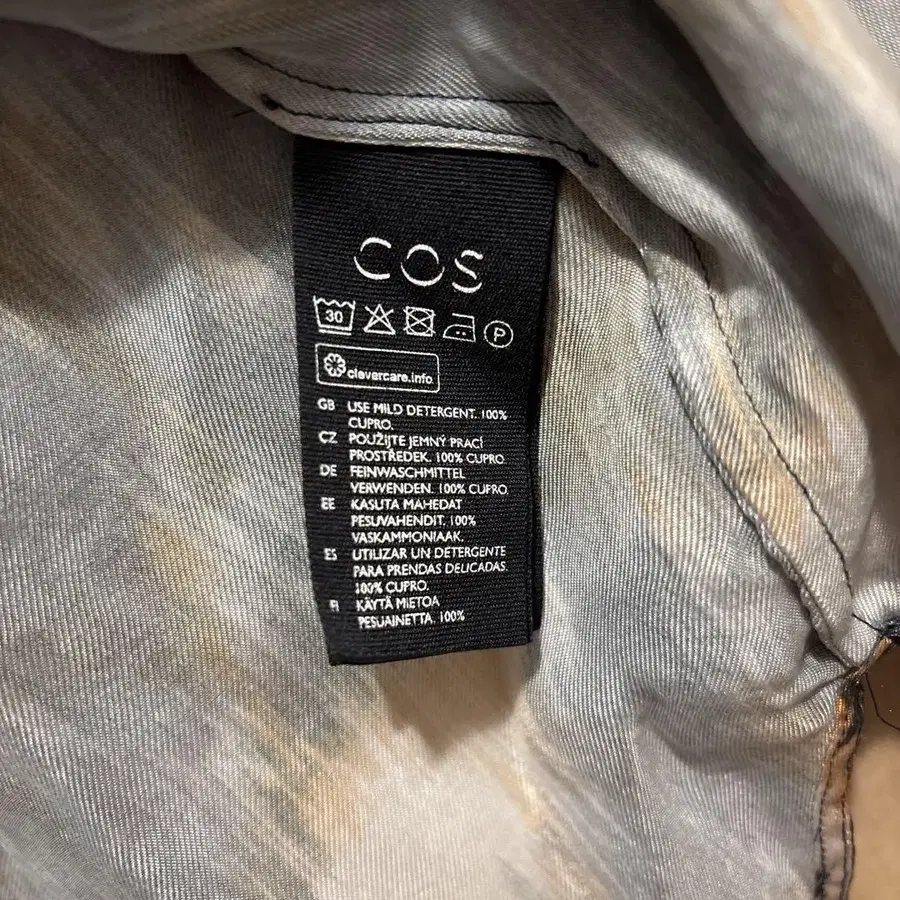 COS
30 P
clevercare.info
GB USE MILD DETERGENT. 100%
CUPRO.
CZ POUŽIJTE JEMNÝ PRACÍ
PROSTŘEDEK. 100% CUPRO.
DE FEINWASCHMITTEL
VERWENDEN. 100% CUPRO.
EE KASUTA MAHEDAT
PESUVAHENDIT. 100%
VASKAMMONIAAK.
ES UTILIZAR UN DETERGENTE
PARA PRENDAS DELICADAS.
100% CUPRO.
FI KÄYTÄ MIETOA
PESUAINETTA. 100%